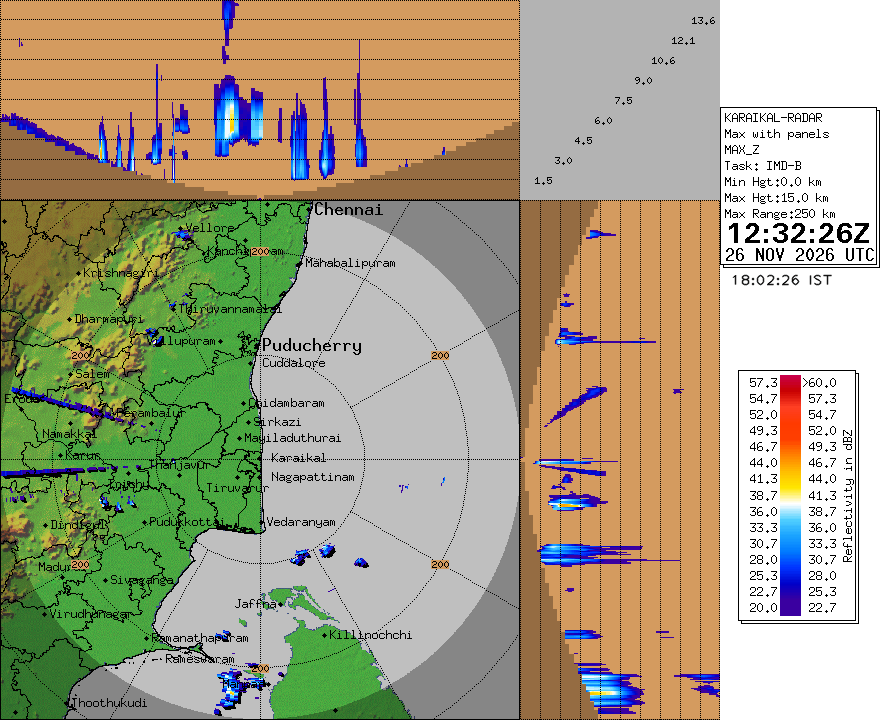 13.6
12.1
10.6
9.0
7.5
6.0
4.5
3.0
1.5
KARAIKAL-RADAR
Max with panels
MAX_Z
Task: IMD-B
Min Hgt:0.0 km
Max Hgt:15.0 km
Max Range:250 km
12:32:26Z
26 NOV 2026 UTC
18:02:26 IST
Chennai
Vellore
200
Mahabalipuram
Krishnagiri
Thiruvannamalai
Dharmapuri
Villupuram
Puducherry
200
200
Cuddalore
Salem
Erode
Chidambaram
Perambalur
Sirkazi
Namakkal
Mayiladuthurai
Karur
Karaikal
Thanjavur
Nagapattinam
Tiruvarur
Dindigul
Pudukkottai
Vedaranyam
200
200
Madurai
Sivaganga
Jaffna
Virudhunagar
Ramanathapuram
Killinochchi
Rameswaram
200
Thoothukudi
57.3 >60.0
54.7 57.3
52.0 54.7
49.3 52.0
46.7 49.3
44.0 46.7
41.3 44.0
38.7 41.3
36.0 38.7
33.3 36.0
30.7 33.3
28.0 30.7
25.3 28.0
22.7 25.3
20.0 22.7
Reflectivity in dBZ